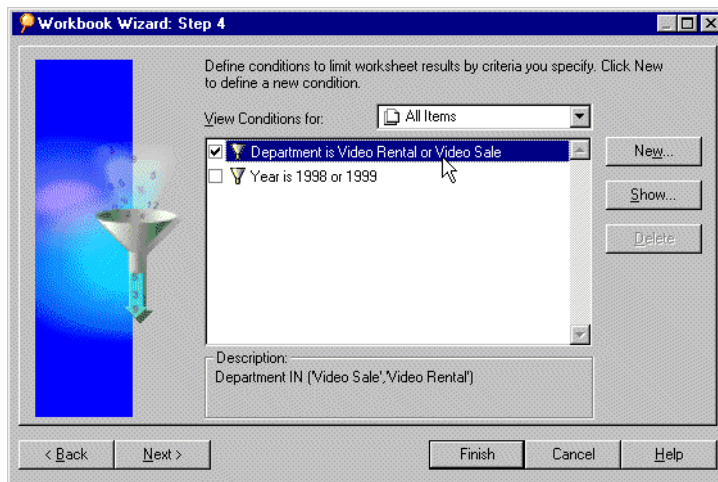 Workbook Wizard: Step 4
Define conditions to limit worksheet results by criteria you specify. Click New
to define a new condition.
View Conditions for:
All Items
Department is Video Rental or Video Sale
Year is 1998 or 1999
New...
Show...
Delete
Description:
Department IN ('Video Sale','Video Rental')
< Back
Next >
Finish
Cancel
Help